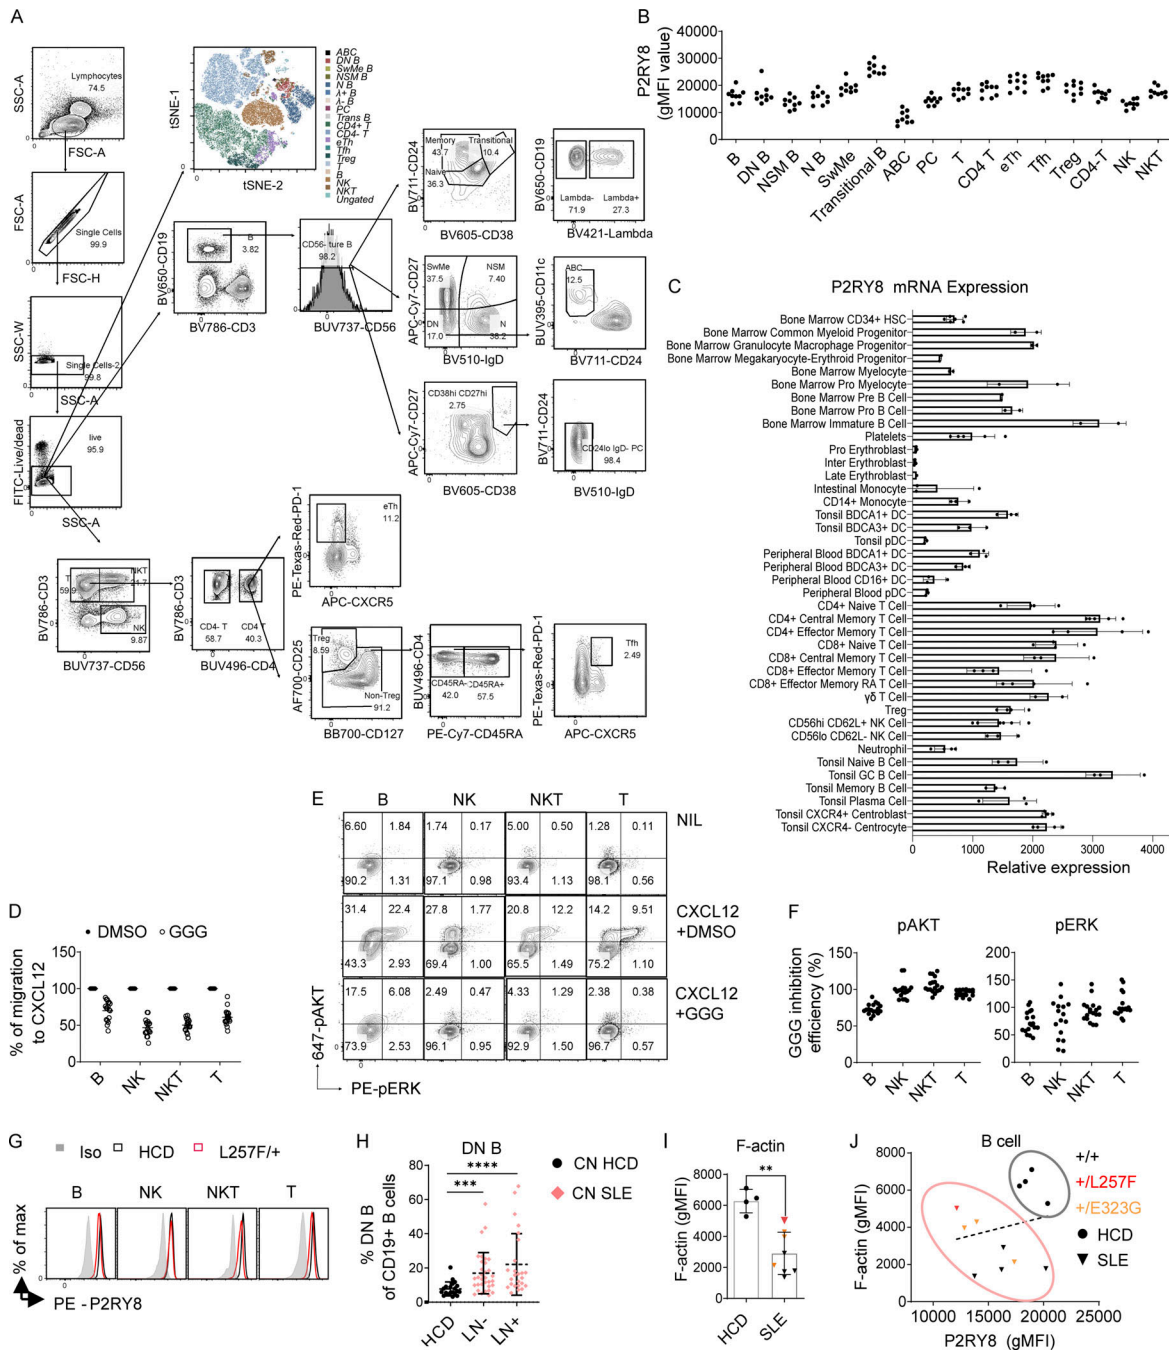 A
SSC-A
Lymphocytes
74.5
FSC-A
FSC-A
Single Cells
99.9
FSC-H
SSC-W
Single Cells-2
99.8
SSC-A
FITC-Live/dead
live
95.9
SSC-A
tSNE-1
tSNE-2
ABC
DN B
SwMe B
NSM B
N B
λ+ B
λ- B
PC
Trans B
CD4+ T
CD4- T
eTh
Tfh
Treg
T
B
NK
NKT
Ungated
BV650-CD19
B
3.82
BV786-CD3
CD56- ture B
98.2
BUV737-CD56
BV711-CD24
Memory
43.7
Transitional
10.4
Naive
36.3
BV605-CD38
BV650-CD19
Lambda-
71.9
Lambda+
27.3
BV421-Lambda
APC-Cy7-CD27
SwMe
37.5
NSM
7.40
DN
17.0
N
38.2
BV510-IgD
BUV395-CD11c
ABC
12.5
BV711-CD24
APC-Cy7-CD27
CD38hi CD27hi
2.75
BV605-CD38
BV711-CD24
CD24lo IgD- PC
98.4
BV510-IgD
BV786-CD3
T
59.9
NKT
21.7
NK
9.87
BUV737-CD56
BV786-CD3
CD4- T
58.7
CD4 T
40.3
BUV496-CD4
PE-Texas-Red-PD-1
eTh
11.2
APC-CXCR5
AF700-CD25
Treg
8.59
Non-Treg
91.2
BB700-CD127
BUV496-CD4
CD45RA-
42.0
CD45RA+
57.5
PE-Cy7-CD45RA
PE-Texas-Red-PD-1
Tfh
2.49
APC-CXCR5
B
P2RY8
(gMFI value)
40000
30000
20000
10000
0
B
DN B
NSM B
N B
SwMe
Transitional B
ABC
PC
T
CD4 T
eTh
Tfh
Treg
CD4-T
NK
NKT
C
P2RY8 mRNA Expression
Bone Marrow CD34+ HSC
Bone Marrow Common Myeloid Progenitor
Bone Marrow Granulocyte Macrophage Progenitor
Bone Marrow Megakaryocyte-Erythroid Progenitor
Bone Marrow Myelocyte
Bone Marrow Pro Myelocyte
Bone Marrow Pre B Cell
Bone Marrow Pro B Cell
Bone Marrow Immature B Cell
Platelets
Pro Erythroblast
Inter Erythroblast
Late Erythroblast
Intestinal Monocyte
CD14+ Monocyte
Tonsil BDCA1+ DC
Tonsil BDCA3+ DC
Tonsil pDC
Peripheral Blood BDCA1+ DC
Peripheral Blood BDCA3+ DC
Peripheral Blood CD16+ DC
Peripheral Blood pDC
CD4+ Naive T Cell
CD4+ Central Memory T Cell
CD4+ Effector Memory T Cell
CD8+ Naive T Cell
CD8+ Central Memory T Cell
CD8+ Effector Memory T Cell
CD8+ Effector Memory RA T Cell
γδ T Cell
Treg
CD56hi CD62L+ NK Cell
CD56lo CD62L- NK Cell
Neutrophil
Tonsil Naive B Cell
Tonsil GC B Cell
Tonsil Memory B Cell
Tonsil Plasma Cell
Tonsil CXCR4+ Centroblast
Tonsil CXCR4- Centrocyte
0 1000 2000 3000 4000
Relative expression
D
DMSO GGG
% of migration
to CXCL12
150
100
50
0
B NK NKT T
E
B NK NKT T
6.60 1.84 1.74 0.17 5.00 0.50 1.28 0.11
NIL
90.2 1.31 97.1 0.98 93.4 1.13 98.1 0.56
31.4 22.4 27.8 1.77 20.8 12.2 14.2 9.51
CXCL12
+DMSO
43.3 2.93 69.4 1.00 65.5 1.49 75.2 1.10
17.5 6.08 2.49 0.47 4.33 1.29 2.38 0.38
CXCL12
+GGG
73.9 2.53 96.1 0.95 92.9 1.50 96.7 0.57
647-pAKT
PE-pERK
F
pAKT pERK
GGG inhibition
efficiency (%)
150
100
50
0
B NK NKT T
200
150
100
50
0
B NK NKT T
G
Iso HCD L257F/+
B NK NKT T
% of max
PE - P2RY8
H
DN B
% DN B
of CD19+ B cells
80
60
40
20
0
****
***
HCD LN- LN+
CN HCD
CN SLE
I
F-actin
F-actin (gMFI)
8000
6000
4000
2000
0
**
HCD SLE
J
B cell
F-actin (gMFI)
8000
6000
4000
2000
0
10000 15000 20000 25000
P2RY8 (gMFI)
+/+
+/L257F
+/E323G
HCD
SLE